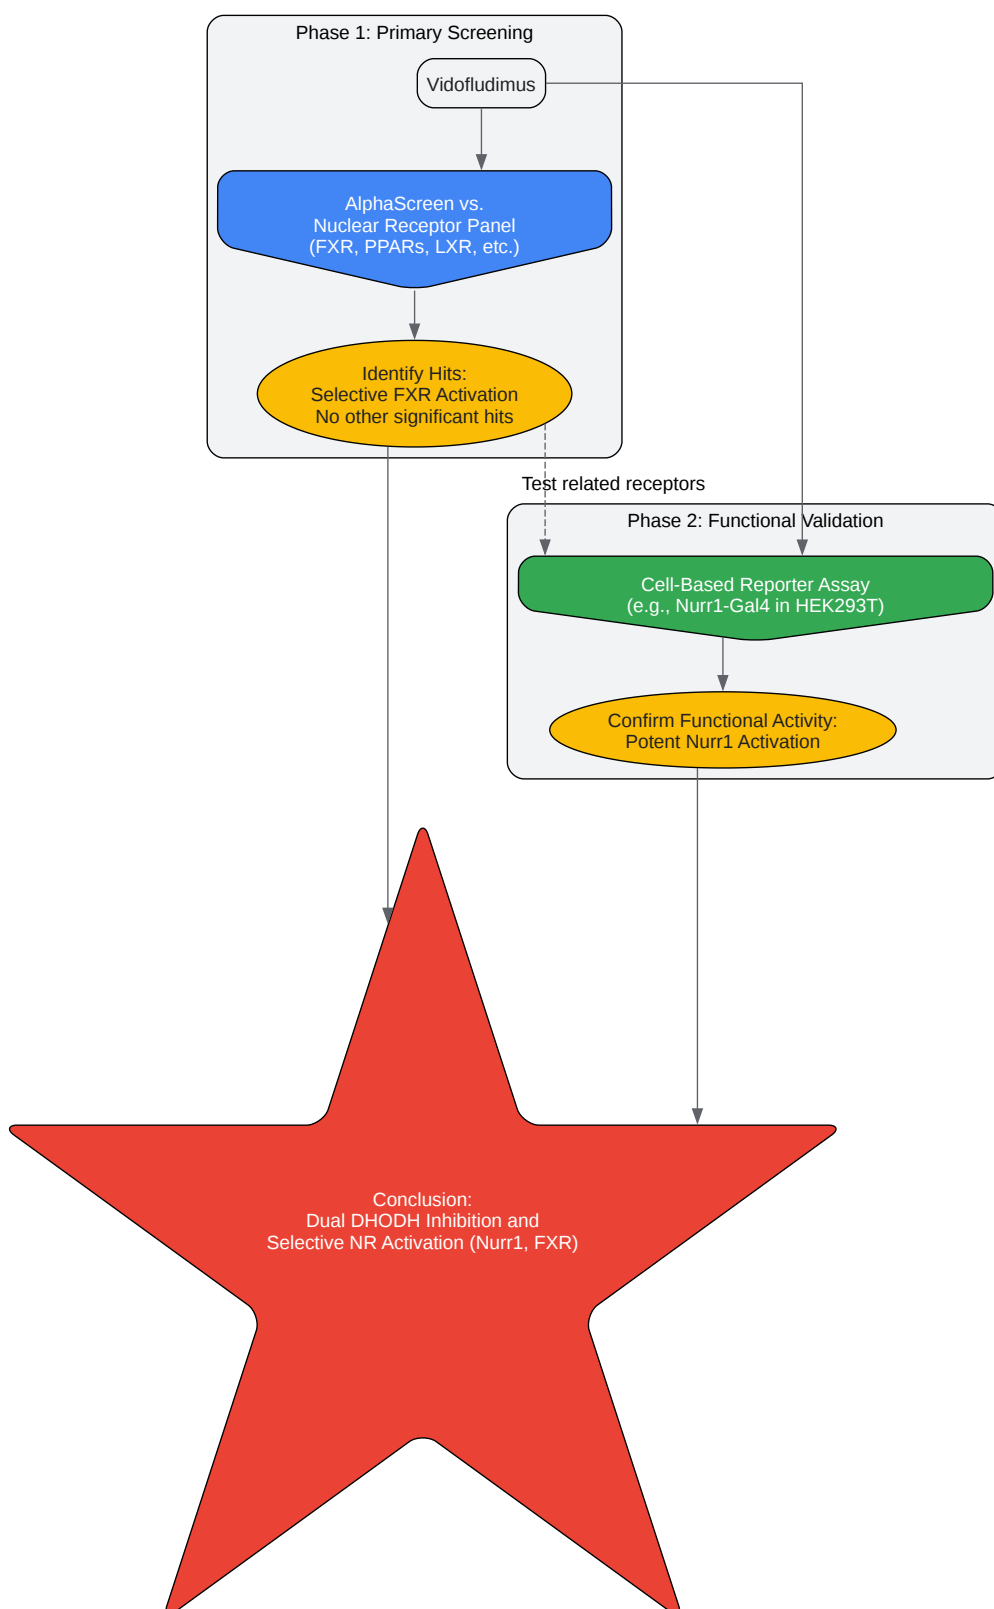 Phase 1: Primary Screening
Vidofludimus
AlphaScreen vs.
Nuclear Receptor Panel
(FXR, PPARs, LXR, etc.)
Identify Hits:
Selective FXR Activation
No other significant hits
Test related receptors
Phase 2: Functional Validation
Cell-Based Reporter Assay
(e.g., Nurr1-Gal4 in HEK293T)
Confirm Functional Activity:
Potent Nurr1 Activation
Conclusion:
Dual DHODH Inhibition and
Selective NR Activation (Nurr1, FXR)